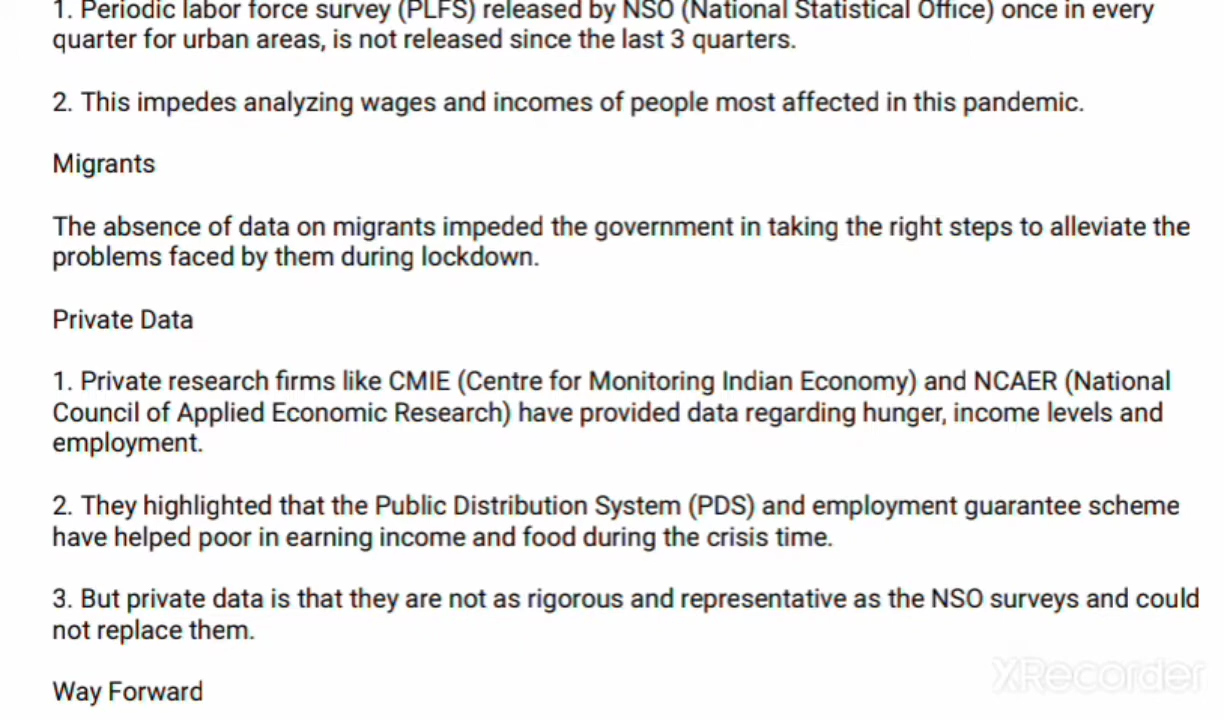 1. Periodic labor force survey (PLFS) released by NSO (National Statistical Office) once in every
quarter for urban areas, is not released since the last 3 quarters.
2. This impedes analyzing wages and incomes of people most affected in this pandemic.
Migrants
The absence of data on migrants impeded the government in taking the right steps to alleviate the
problems faced by them during lockdown.
Private Data
1. Private research firms like CMIE (Centre for Monitoring Indian Economy) and NCAER (National
Council of Applied Economic Research) have provided data regarding hunger, income levels and
employment.
2. They highlighted that the Public Distribution System (PDS) and employment guarantee scheme
have helped poor in earning income and food during the crisis time.
3. But private data is that they are not as rigorous and representative as the NSO surveys and could
not replace them.
XRecorder
Way Forward